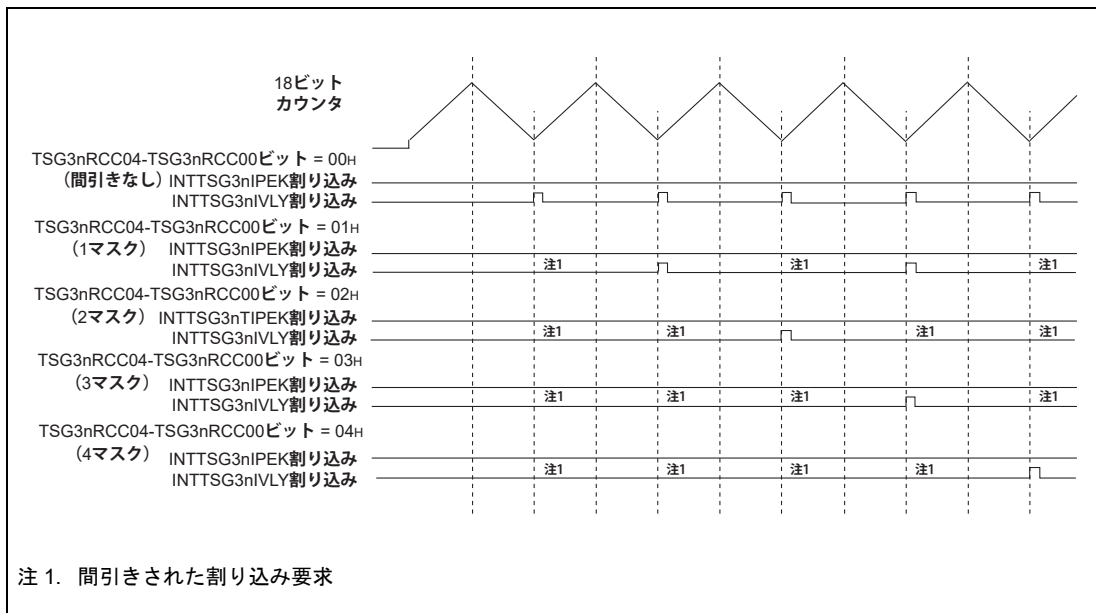 18ビット
カウンタ
TSG3nRCC04-TSG3nRCC00ビット = 00H
（間引きなし）INTTSG3nIPEK割り込み
INTTSG3nIVLY割り込み
TSG3nRCC04-TSG3nRCC00ビット = 01H
（1マスク） INTTSG3nIPEK割り込み
INTTSG3nIVLY割り込み 注1 注1 注1
TSG3nRCC04-TSG3nRCC00ビット = 02H
（2マスク）INTTSG3nTIPEK割り込み
INTTSG3nIVLY割り込み 注1 注1 注1 注1
TSG3nRCC04-TSG3nRCC00ビット = 03H
（3マスク） INTTSG3nIPEK割り込み
INTTSG3nIVLY割り込み 注1 注1 注1 注1
TSG3nRCC04-TSG3nRCC00ビット = 04H
（4マスク） INTTSG3nIPEK割り込み
INTTSG3nIVLY割り込み 注1 注1 注1 注1
注 1. 間引きされた割り込み要求